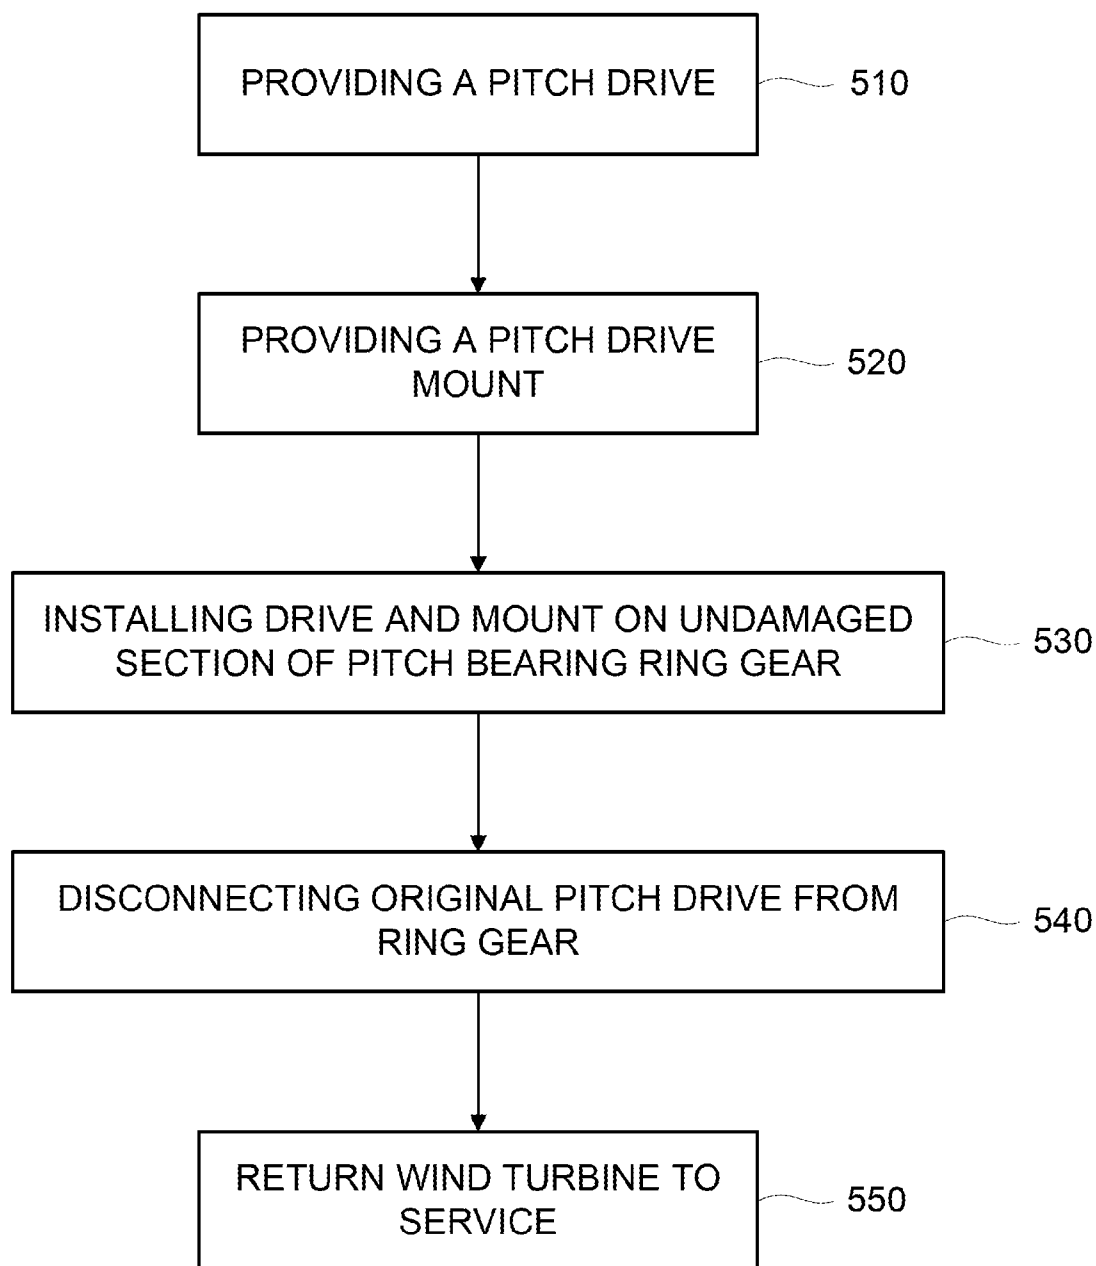 PROVIDING A PITCH DRIVE
510
PROVIDING A PITCH DRIVE
MOUNT
520
INSTALLING DRIVE AND MOUNT ON UNDAMAGED
SECTION OF PITCH BEARING RING GEAR
530
DISCONNECTING ORIGINAL PITCH DRIVE FROM
RING GEAR
540
RETURN WIND TURBINE TO
SERVICE
550